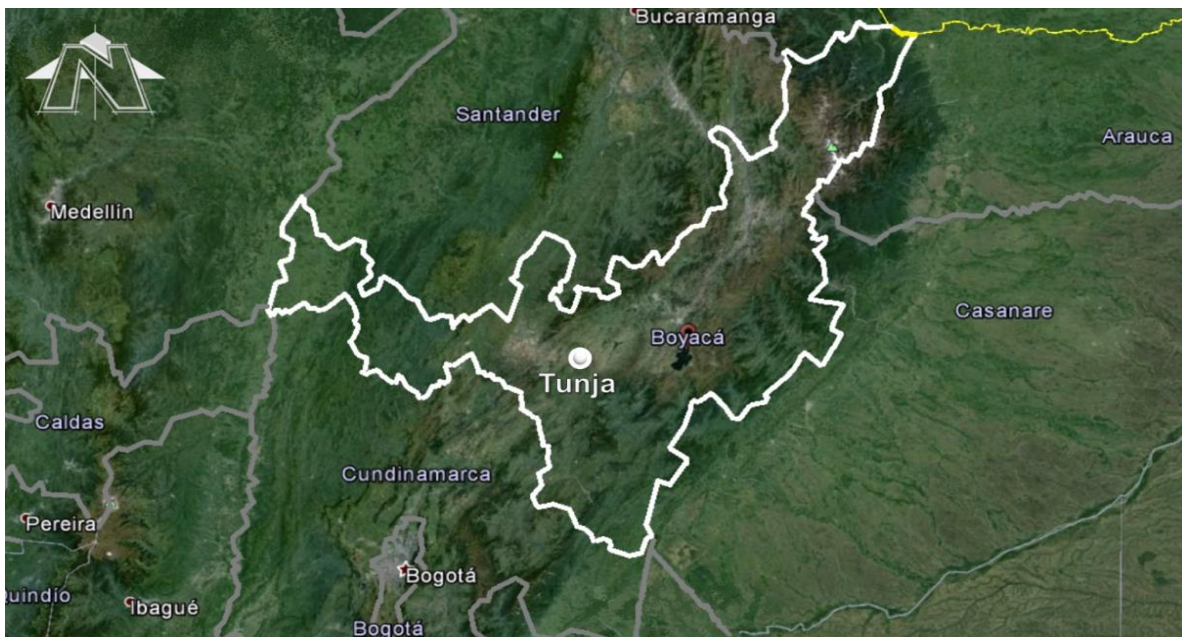 Bucaramanga
N
Santander
Arauca
Medellín
Casanare
Boyacá
Tunja
Caldas
Cundinamarca
Pereira
Bogotá
Quindío
Ibagué
Bogotá